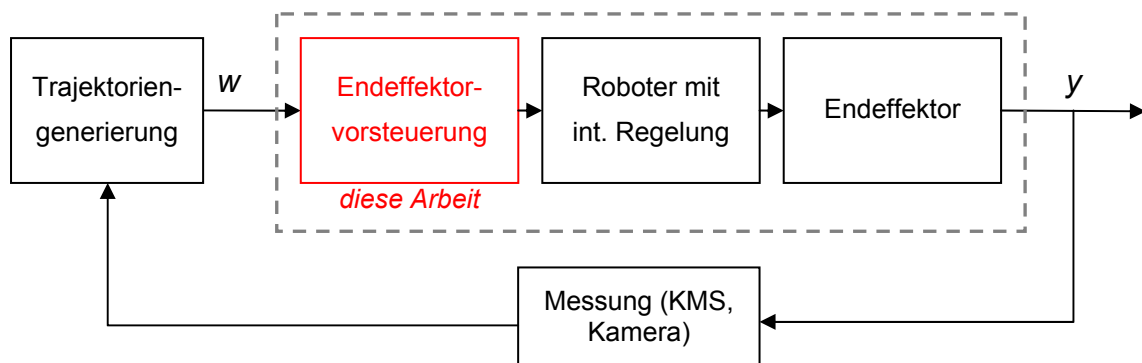 Trajektorien-
generierung
w
Endeffektor-
vorsteuerung
diese Arbeit
Roboter mit
int. Regelung
Endeffektor
y
Messung (KMS,
Kamera)